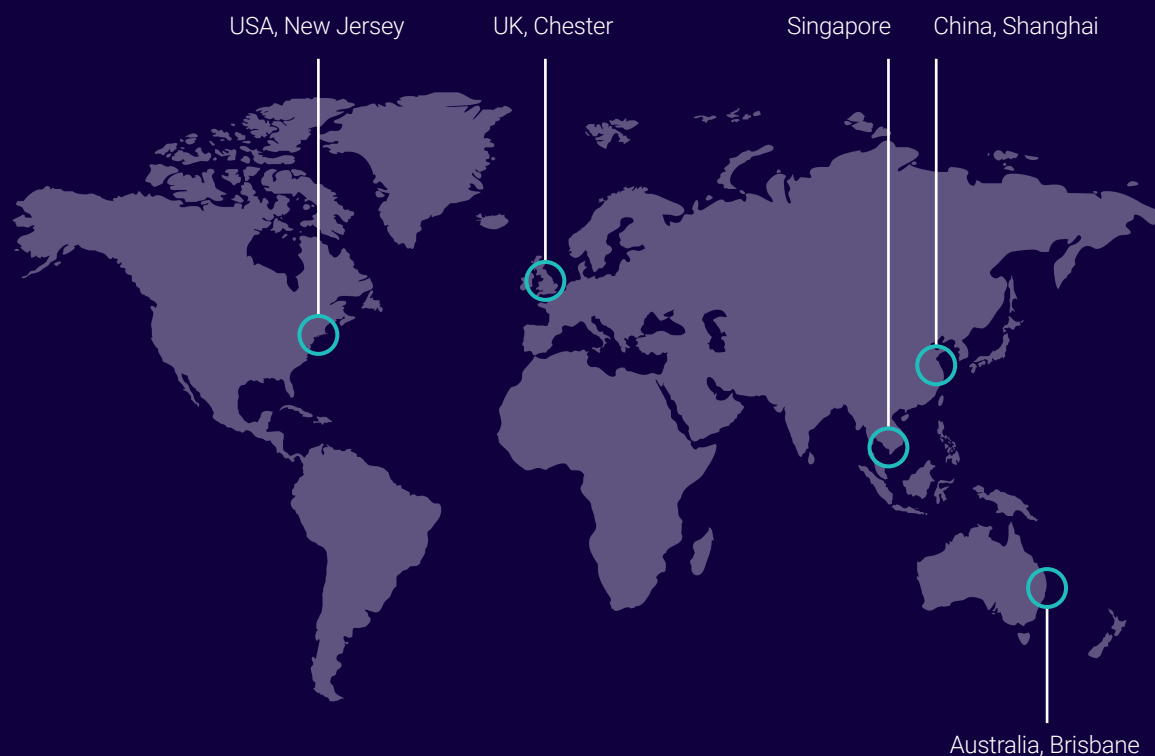 USA, New Jersey
UK, Chester
Singapore
China, Shanghai
Australia, Brisbane